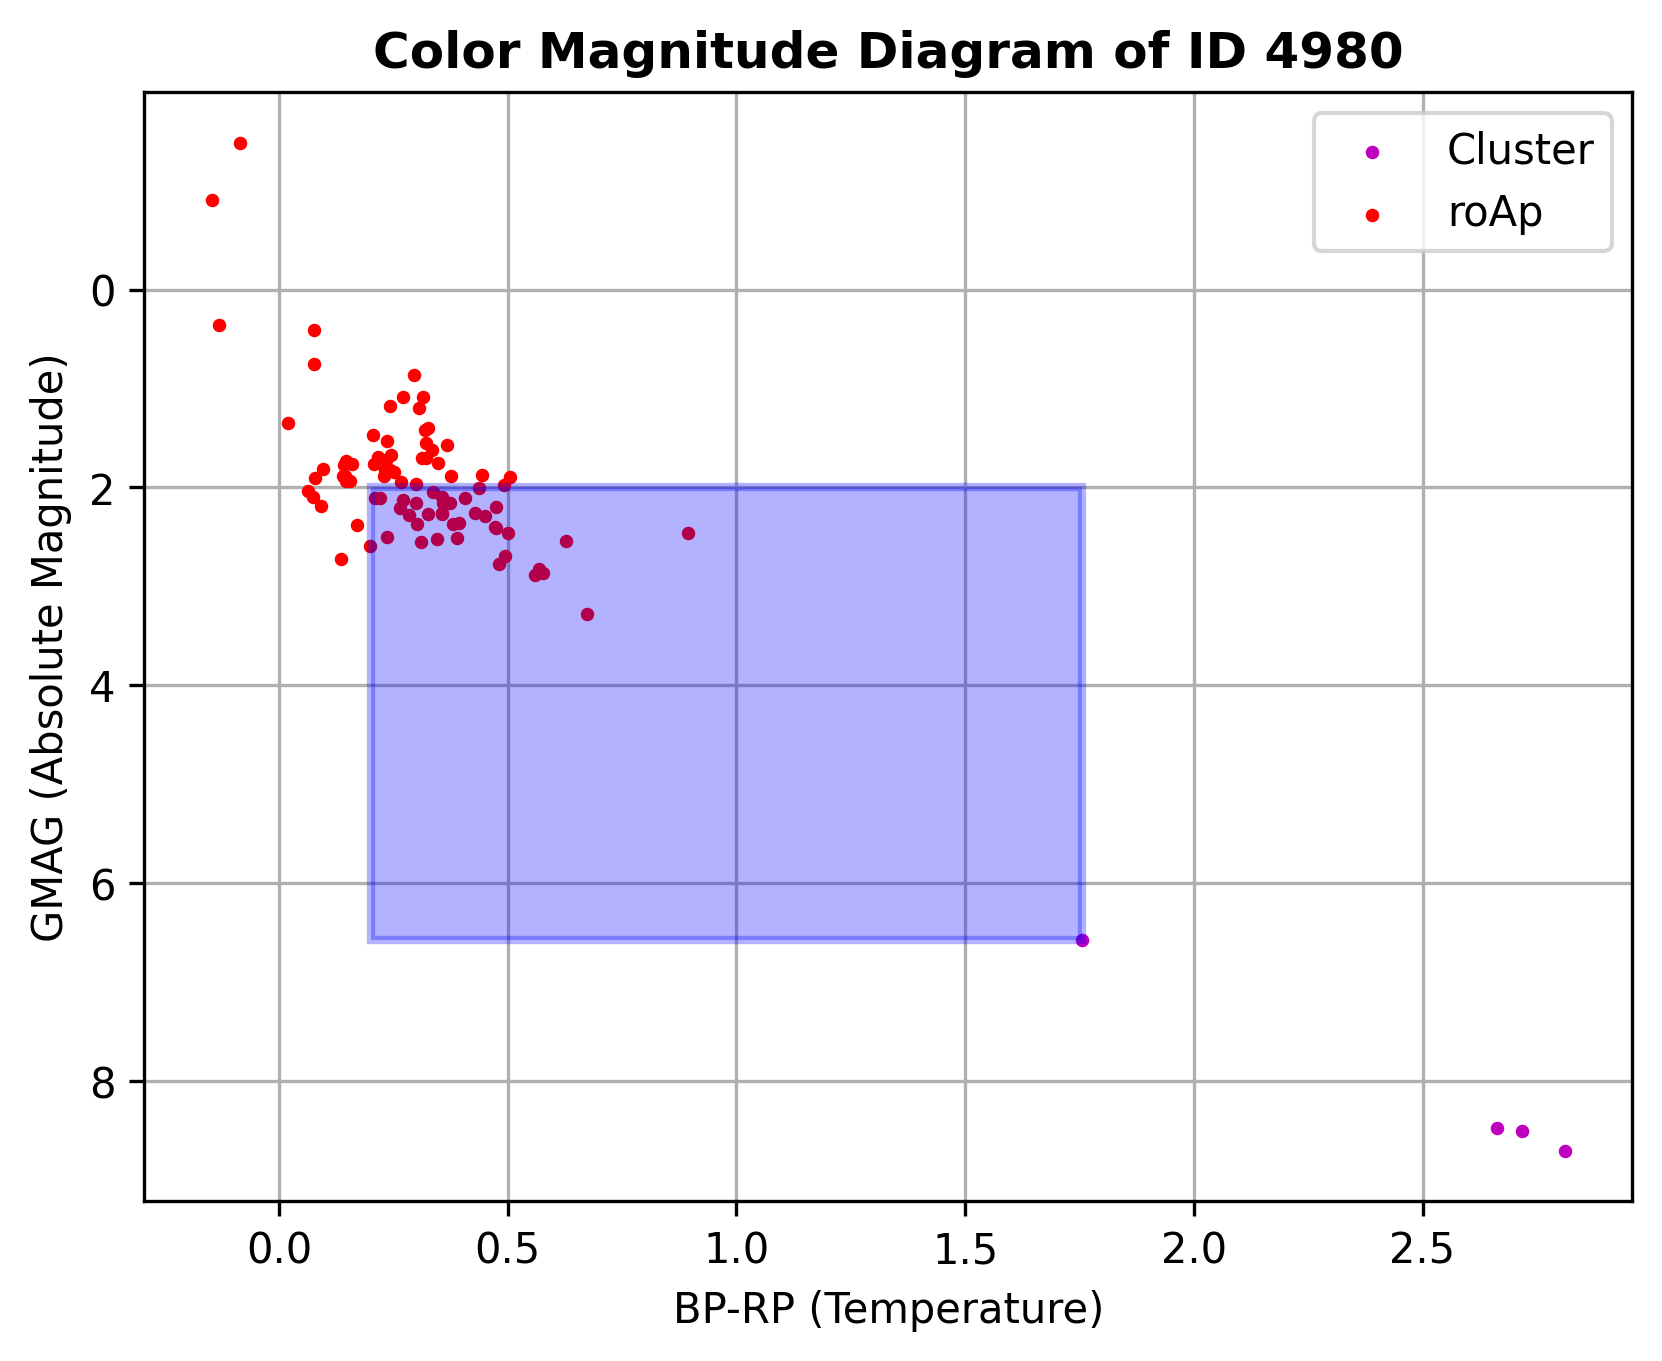 Color Magnitude Diagram of ID 4980
Cluster
roAp
GMAG (Absolute Magnitude)
0
2
4
6
8
0.0 0.5 1.0 1.5 2.0 2.5
BP-RP (Temperature)